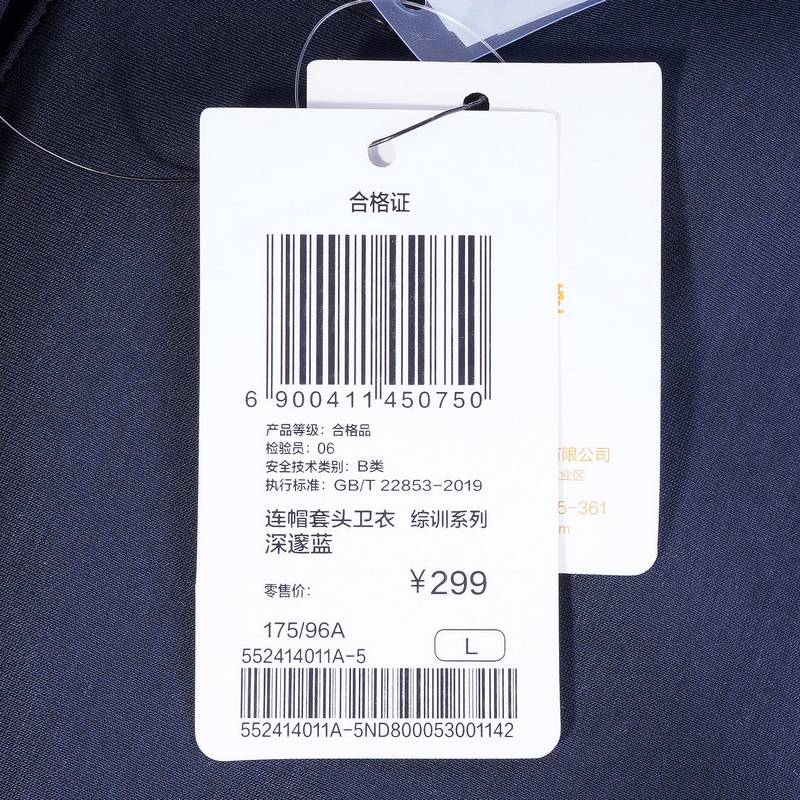 合格证
6 900411 450750
产品等级：合格品
检验员：06
安全技术类别：B类
执行标准：GB/T 22853-2019
连帽套头卫衣 综训系列
深邃蓝
零售价： ¥299
175/96A
L
552414011A-5
552414011A-5ND800053001142
有限公司
业区
5-361
m